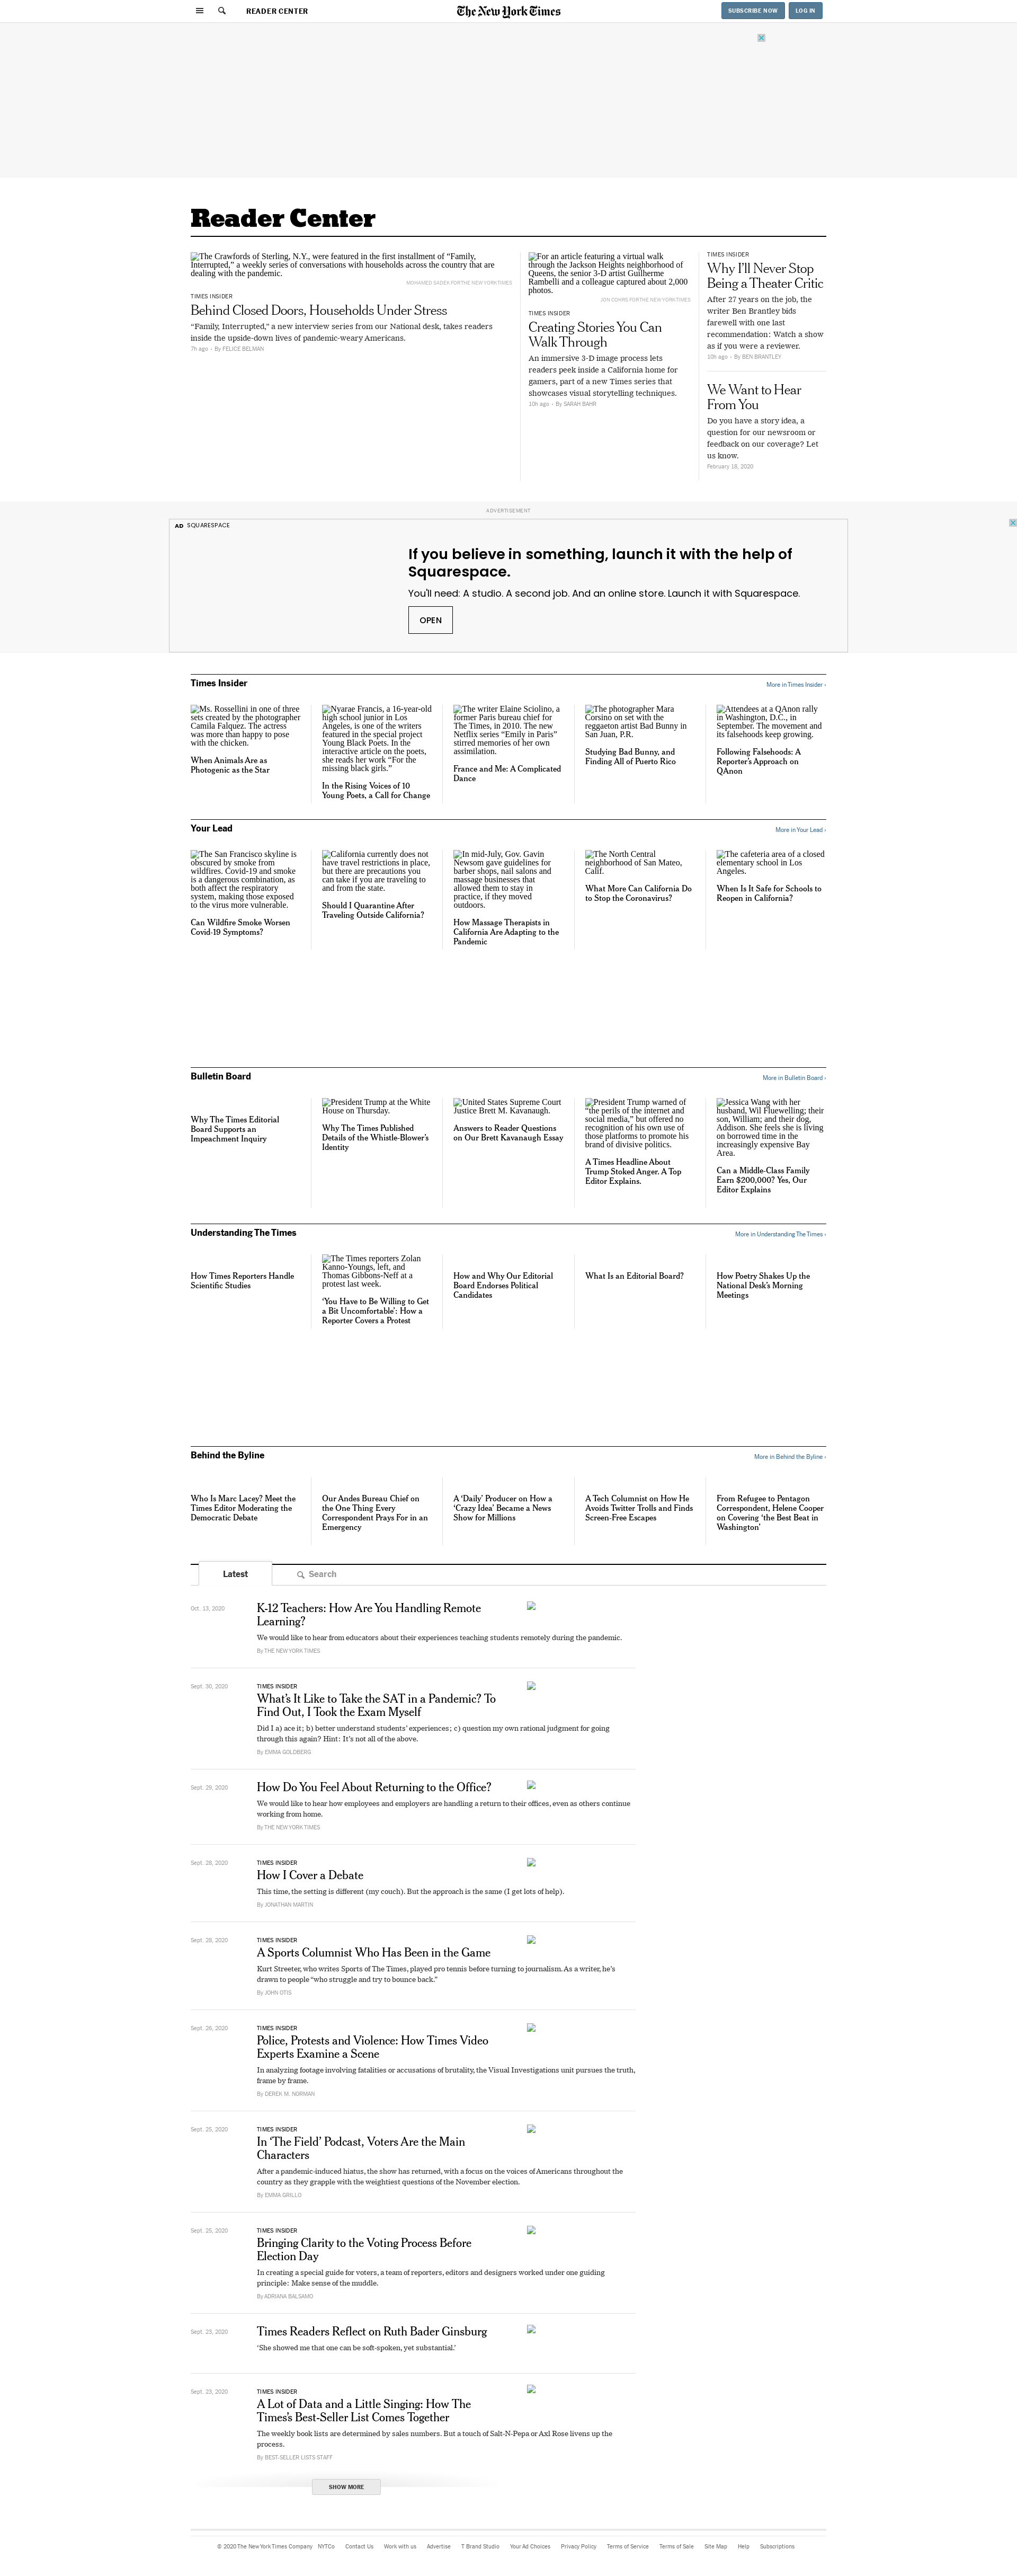 READER CENTER
The New York Times
SUBSCRIBE NOW
LOG IN
Reader Center
The Crawfords of Sterling, N.Y., were featured in the first installment of “Family,
Interrupted,” a weekly series of conversations with households across the country that are
dealing with the pandemic.
MOHAMED SADEK FOR THE NEW YORK TIMES
TIMES INSIDER
Behind Closed Doors, Households Under Stress
“Family, Interrupted,” a new interview series from our National desk, takes readers
inside the upside-down lives of pandemic-weary Americans.
7h ago - By FELICE BELMAN
For an article featuring a virtual walk
through the Jackson Heights neighborhood of
Queens, the senior 3-D artist Guilherme
Rambelli and a colleague captured about 2,000
photos.
JON CEHRS FOR THE NEW YORK TIMES
TIMES INSIDER
Creating Stories You Can
Walk Through
An immersive 3-D image process lets
readers peek inside a California home for
gamers, part of a new Times series that
showcases visual storytelling techniques.
10h ago - By SARAH BAHR
TIMES INSIDER
Why I’ll Never Stop
Being a Theater Critic
After 27 years on the job, the
writer Ben Brantley bids
farewell with one last
recommendation: Watch a show
as if you were a reviewer.
10h ago - By BEN BRANTLEY
We Want to Hear
From You
Do you have a story idea, a
question for our newsroom or
feedback on our coverage? Let
us know.
February 18, 2020
ADVERTISEMENT
AD SQUARESPACE
If you believe in something, launch it with the help of
Squarespace.
You'll need: A studio. A second job. And an online store. Launch it with Squarespace.
OPEN
Times Insider
More in Times Insider ›
Ms. Rossellini in one of three
sets created by the photographer
Camila Falquez. The actress
was more than happy to pose
with the chicken.
When Animals Are as
Photogenic as the Star
Nyarae Francis, a 16-year-old
high school junior in Los
Angeles, is one of the writers
featured in the special project
Young Black Poets. In the
interactive article on the poets,
she reads her work “For the
missing black girls.”
In the Rising Voices of 10
Young Poets, a Call for Change
The writer Elaine Sciolino, a
former Paris bureau chief for
The Times, in 2010. The new
Netflix series “Emily in Paris”
stirred memories of her own
assimilation.
France and Me: A Complicated
Dance
The photographer Mara
Corsino on set with the
reggaeton artist Bad Bunny in
San Juan, P.R.
Studying Bad Bunny, and
Finding All of Puerto Rico
Attendees at a QAnon rally
in Washington, D.C., in
September. The movement and
its falsehoods keep growing.
Following Falsehoods: A
Reporter’s Approach on
QAnon
Your Lead
More in Your Lead ›
The San Francisco skyline is
obscured by smoke from
wildfires. Covid-19 and smoke
is a dangerous combination, as
both affect the respiratory
system, making those exposed
to the virus more vulnerable.
Can Wildfire Smoke Worsen
Covid-19 Symptoms?
California currently does not
have travel restrictions in place,
but there are precautions you
can take if you are traveling to
and from the state.
Should I Quarantine After
Traveling Outside California?
In mid-July, Gov. Gavin
Newsom gave guidelines for
barber shops, nail salons and
massage businesses that
allowed them to stay in
practice, if they moved
outdoors.
How Massage Therapists in
California Are Adapting to the
Pandemic
The North Central
neighborhood of San Mateo,
Calif.
What More Can California Do
to Stop the Coronavirus?
The cafeteria area of a closed
elementary school in Los
Angeles.
When Is It Safe for Schools to
Reopen in California?
Bulletin Board
More in Bulletin Board ›
Why The Times Editorial
Board Supports an
Impeachment Inquiry
President Trump at the White
House on Thursday.
Why The Times Published
Details of the Whistle-Blower’s
Identity
United States Supreme Court
Justice Brett M. Kavanaugh.
Answers to Reader Questions
on Our Brett Kavanaugh Essay
President Trump warned of
“the perils of the internet and
social media,” but offered no
recognition of his own use of
those platforms to promote his
brand of divisive politics.
A Times Headline About
Trump Stoked Anger. A Top
Editor Explains.
Jessica Wang with her
husband, Wil Fluewelling; their
son, William; and their dog,
Addison. She feels she is living
on borrowed time in the
increasingly expensive Bay
Area.
Can a Middle-Class Family
Earn $200,000? Yes, Our
Editor Explains
Understanding The Times
More in Understanding The Times ›
How Times Reporters Handle
Scientific Studies
The Times reporters Zolan
Kanno-Youngs, left, and
Thomas Gibbons-Neff at a
protest last week.
‘You Have to Be Willing to Get
a Bit Uncomfortable’: How a
Reporter Covers a Protest
How and Why Our Editorial
Board Endorses Political
Candidates
What Is an Editorial Board?
How Poetry Shakes Up the
National Desk’s Morning
Meetings
Behind the Byline
More in Behind the Byline ›
Who Is Marc Lacey? Meet the
Times Editor Moderating the
Democratic Debate
Our Andes Bureau Chief on
the One Thing Every
Correspondent Prays For in an
Emergency
A ‘Daily’ Producer on How a
‘Crazy Idea’ Became a News
Show for Millions
A Tech Columnist on How He
Avoids Twitter Trolls and Finds
Screen-Free Escapes
From Refugee to Pentagon
Correspondent, Helene Cooper
on Covering ‘the Best Beat in
Washington’
Latest
Search
Oct. 13, 2020
K-12 Teachers: How Are You Handling Remote
Learning?
We would like to hear from educators about their experiences teaching students remotely during the pandemic.
By THE NEW YORK TIMES
Sept. 30, 2020
TIMES INSIDER
What’s It Like to Take the SAT in a Pandemic? To
Find Out, I Took the Exam Myself
Did I a) ace it; b) better understand students’ experiences; c) question my own rational judgment for going
through this again? Hint: It’s not all of the above.
By EMMA GOLDBERG
Sept. 29, 2020
How Do You Feel About Returning to the Office?
We would like to hear how employees and employers are handling a return to their offices, even as others continue
working from home.
By THE NEW YORK TIMES
Sept. 28, 2020
TIMES INSIDER
How I Cover a Debate
This time, the setting is different (my couch). But the approach is the same (I get lots of help).
By JONATHAN MARTIN
Sept. 28, 2020
TIMES INSIDER
A Sports Columnist Who Has Been in the Game
Kurt Streeter, who writes Sports of The Times, played pro tennis before turning to journalism. As a writer, he’s
drawn to people “who struggle and try to bounce back.”
By JOHN OTIS
Sept. 26, 2020
TIMES INSIDER
Police, Protests and Violence: How Times Video
Experts Examine a Scene
In analyzing footage involving fatalities or accusations of brutality, the Visual Investigations unit pursues the truth,
frame by frame.
By DEREK M. NORMAN
Sept. 25, 2020
TIMES INSIDER
In ‘The Field’ Podcast, Voters Are the Main
Characters
After a pandemic-induced hiatus, the show has returned, with a focus on the voices of Americans throughout the
country as they grapple with the weightiest questions of the November election.
By EMMA GRILLO
Sept. 25, 2020
TIMES INSIDER
Bringing Clarity to the Voting Process Before
Election Day
In creating a special guide for voters, a team of reporters, editors and designers worked under one guiding
principle: Make sense of the muddle.
By ADRIANA BALSAMO
Sept. 23, 2020
Times Readers Reflect on Ruth Bader Ginsburg
‘She showed me that one can be soft-spoken, yet substantial.’
Sept. 23, 2020
TIMES INSIDER
A Lot of Data and a Little Singing: How The
Times’s Best-Seller List Comes Together
The weekly book lists are determined by sales numbers. But a touch of Salt-N-Pepa or Axl Rose livens up the
process.
By BEST-SELLER LISTS STAFF
SHOW MORE
© 2020 The New York Times Company NYTCo Contact Us Work with us Advertise T Brand Studio Your Ad Choices Privacy Policy Terms of Service Terms of Sale Site Map Help Subscriptions